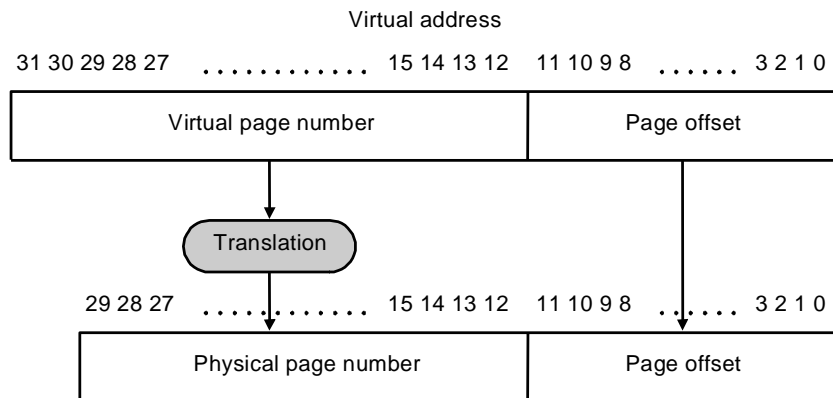 Virtual address
31 30 29 28 27 . . . . . . . . . . . . . 15 14 13 12 11 10 9 8 . . . . . . 3 2 1 0
Virtual page number Page offset
Translation
29 28 27 . . . . . . . . . . . . . 15 14 13 12 11 10 9 8 . . . . . . 3 2 1 0
Physical page number Page offset